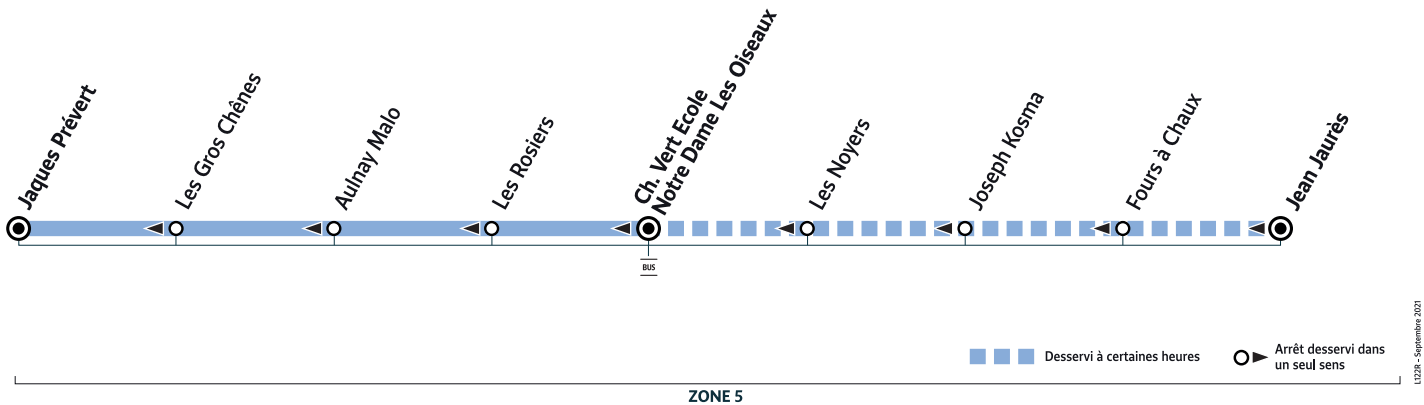 Jaques Prévert
Les Gros Chênes
Aulnay Malo
Les Rosiers
Ch. Vert Ecole
Notre Dame Les Oiseaux
Les Noyers
Joseph Kosma
Fours à Chaux
Jean Jaurès
BUS
Desservi à certaines heures
Arrêt desservi dans
un seul sens
ZONE 5
L122R - Septembre 2021